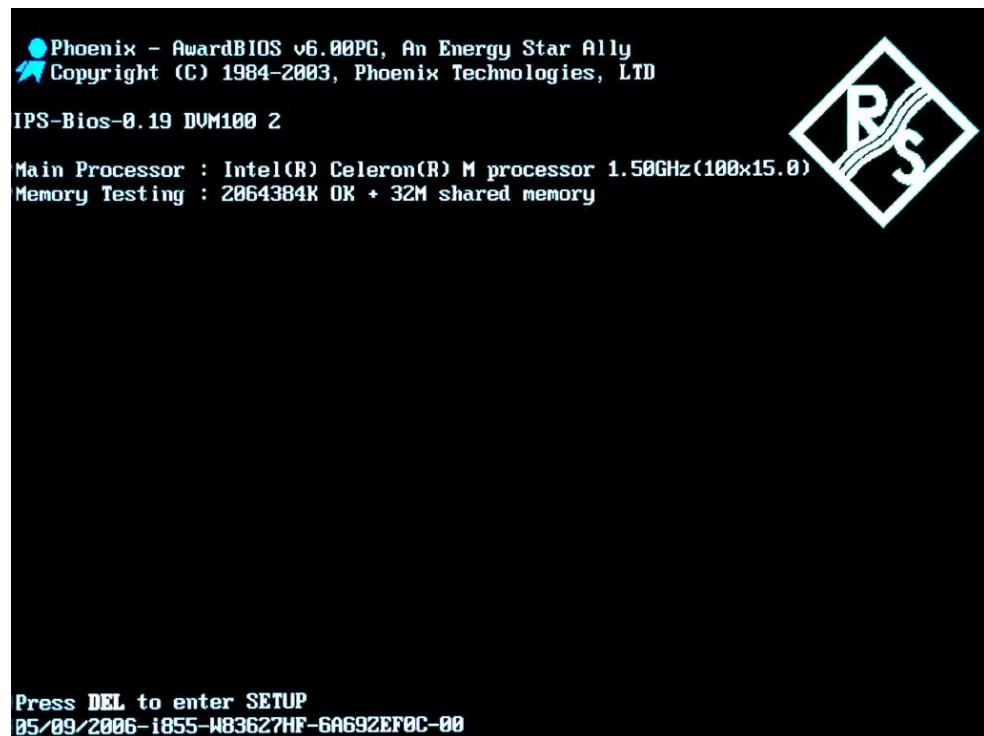 Phoenix - AwardBIOS v6.00PG, An Energy Star Ally
Copyright (C) 1984-2003, Phoenix Technologies, LTD
R S
IPS-Bios-0.19 DVM100 2
Main Processor : Intel(R) Celeron(R) M processor 1.50GHz(100x15.0)
Memory Testing : 2064384K OK + 32M shared memory
Press DEL to enter SETUP
05/09/2006-i855-W83627HF-6A69ZEF0C-00